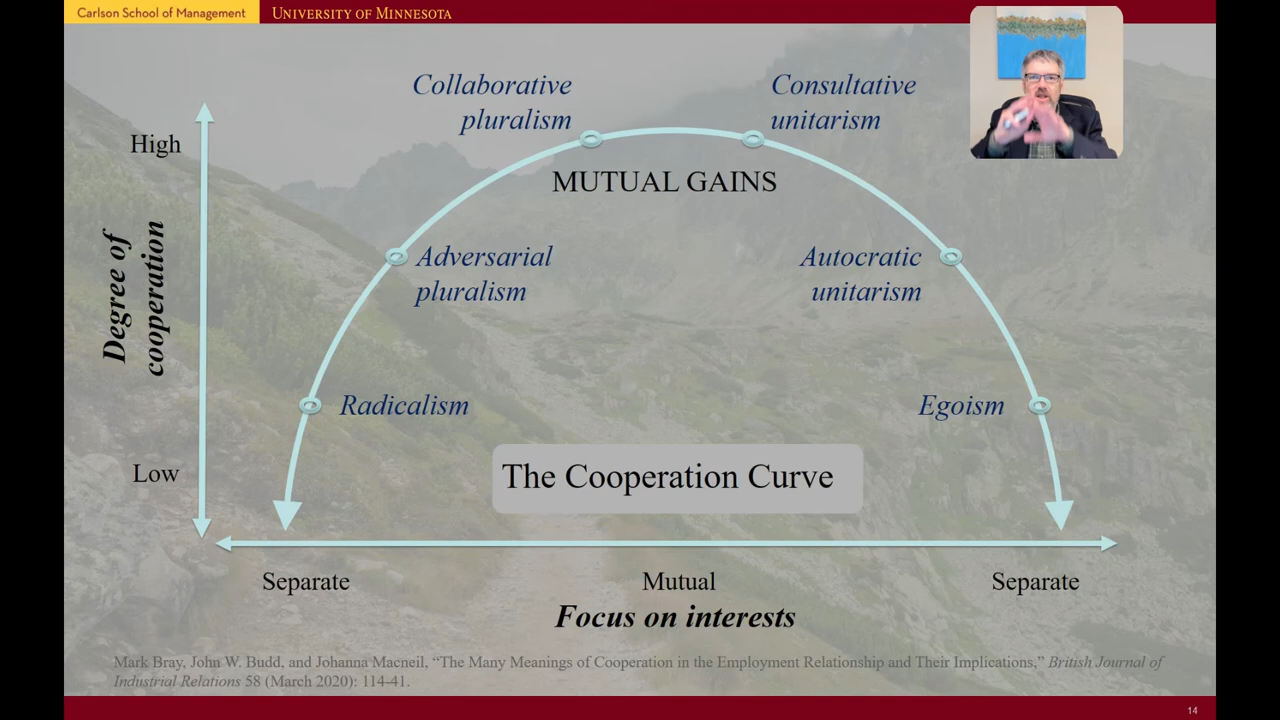 Carlson School of Management
UNIVERSITY OF MINNESOTA
Collaborative
pluralism
Consultative
unitarism
High
MUTUAL GAINS
Degree of
cooperation
Adversarial
pluralism
Autocratic
unitarism
Radicalism
Egoism
Low
The Cooperation Curve
Separate
Mutual
Separate
Focus on interests
Mark Bray, John W. Budd, and Johanna Macneil, “The Many Meanings of Cooperation in the Employment Relationship and Their Implications,” British Journal of
Industrial Relations 58 (March 2020): 114-41.
14